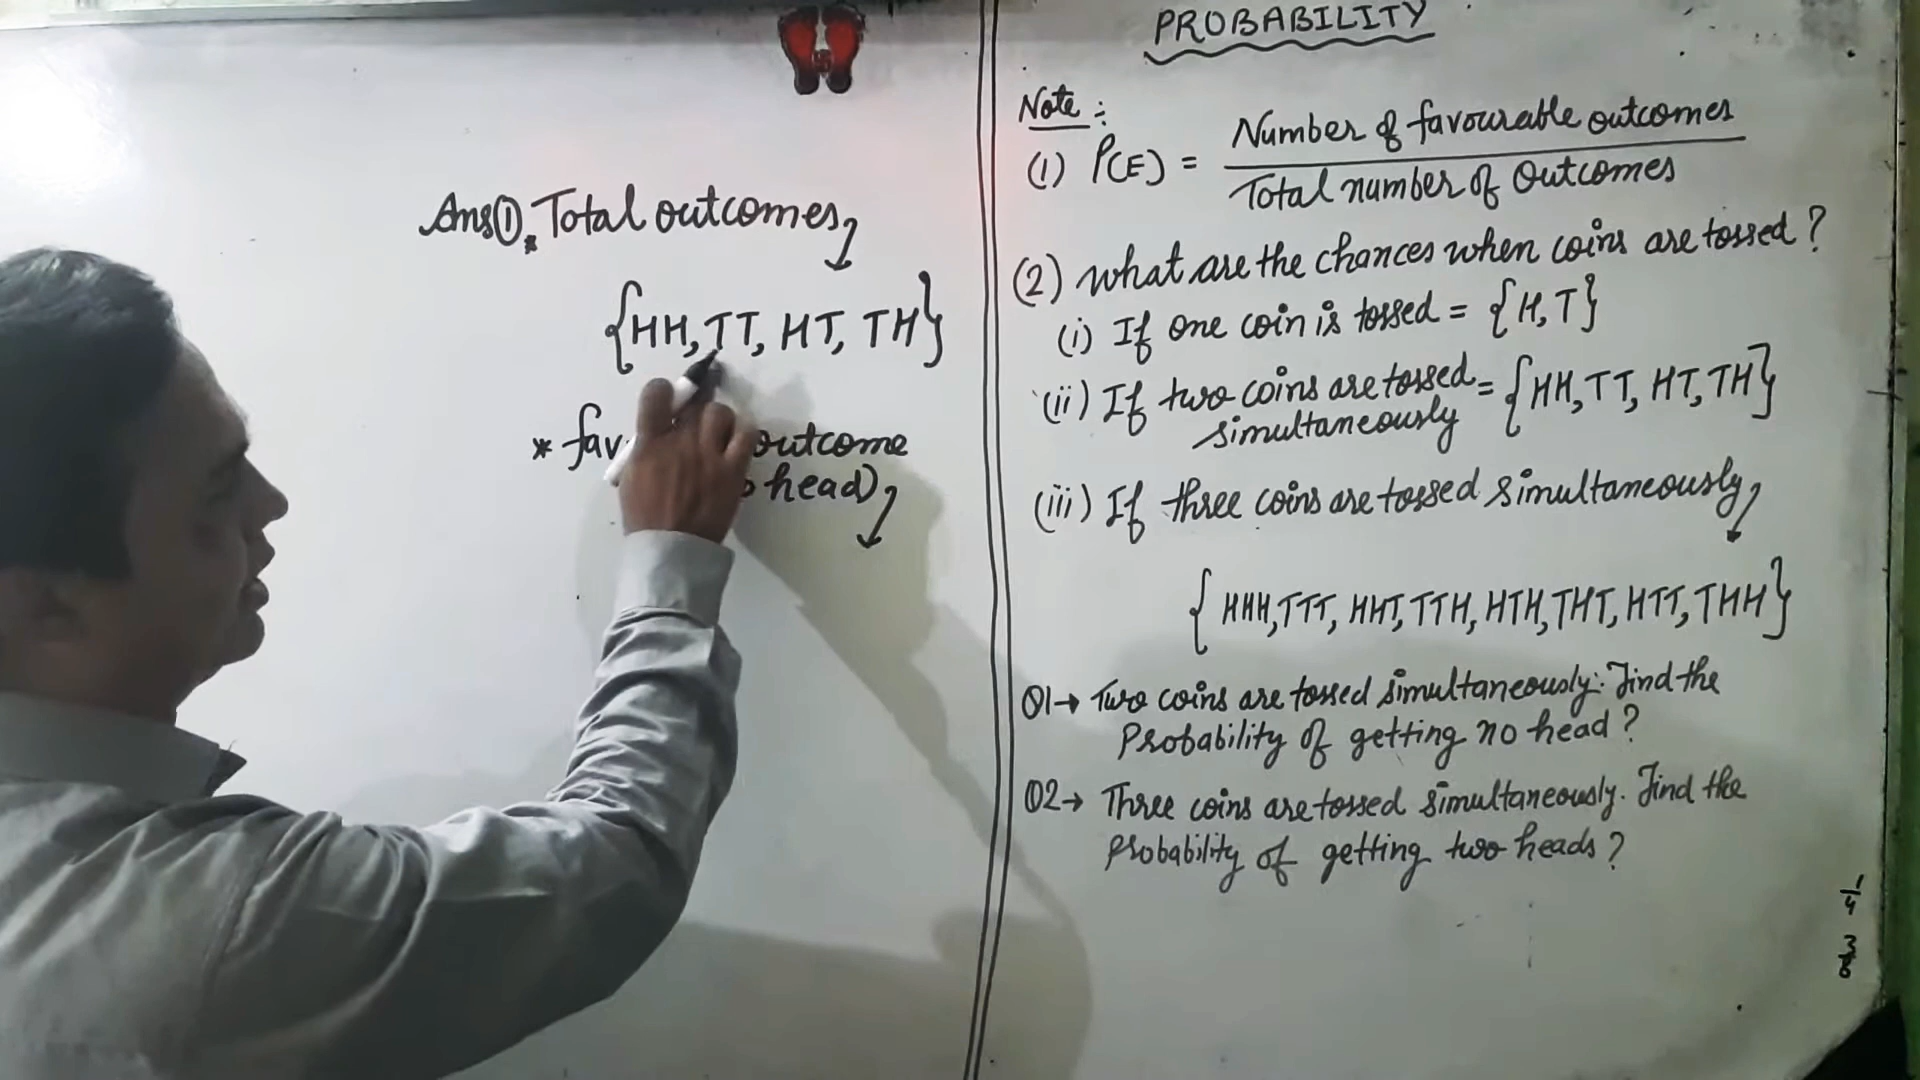 Ans①. Total outcomes
{HH, TT, HT, TH}
* fav outcome
head)
PROBABILITY
Note :
(1) P(E) = Number of favourable outcomes
Total number of Outcomes
(2) what are the chances when coins are tossed?
(i) If one coin is tossed = {H,T}
(ii) If two coins are tossed = {HH, TT, HT, TH}
simultaneously
(iii) If three coins are tossed simultaneously
{HHH,TTT, HHT, TTH, HTH, THT, HTT, THH}
Q1→ Two coins are tossed simultaneously. Find the
Probability of getting no head?
Q2→ Three coins are tossed simultaneously. Find the
probability of getting two heads?
1/4
3/8